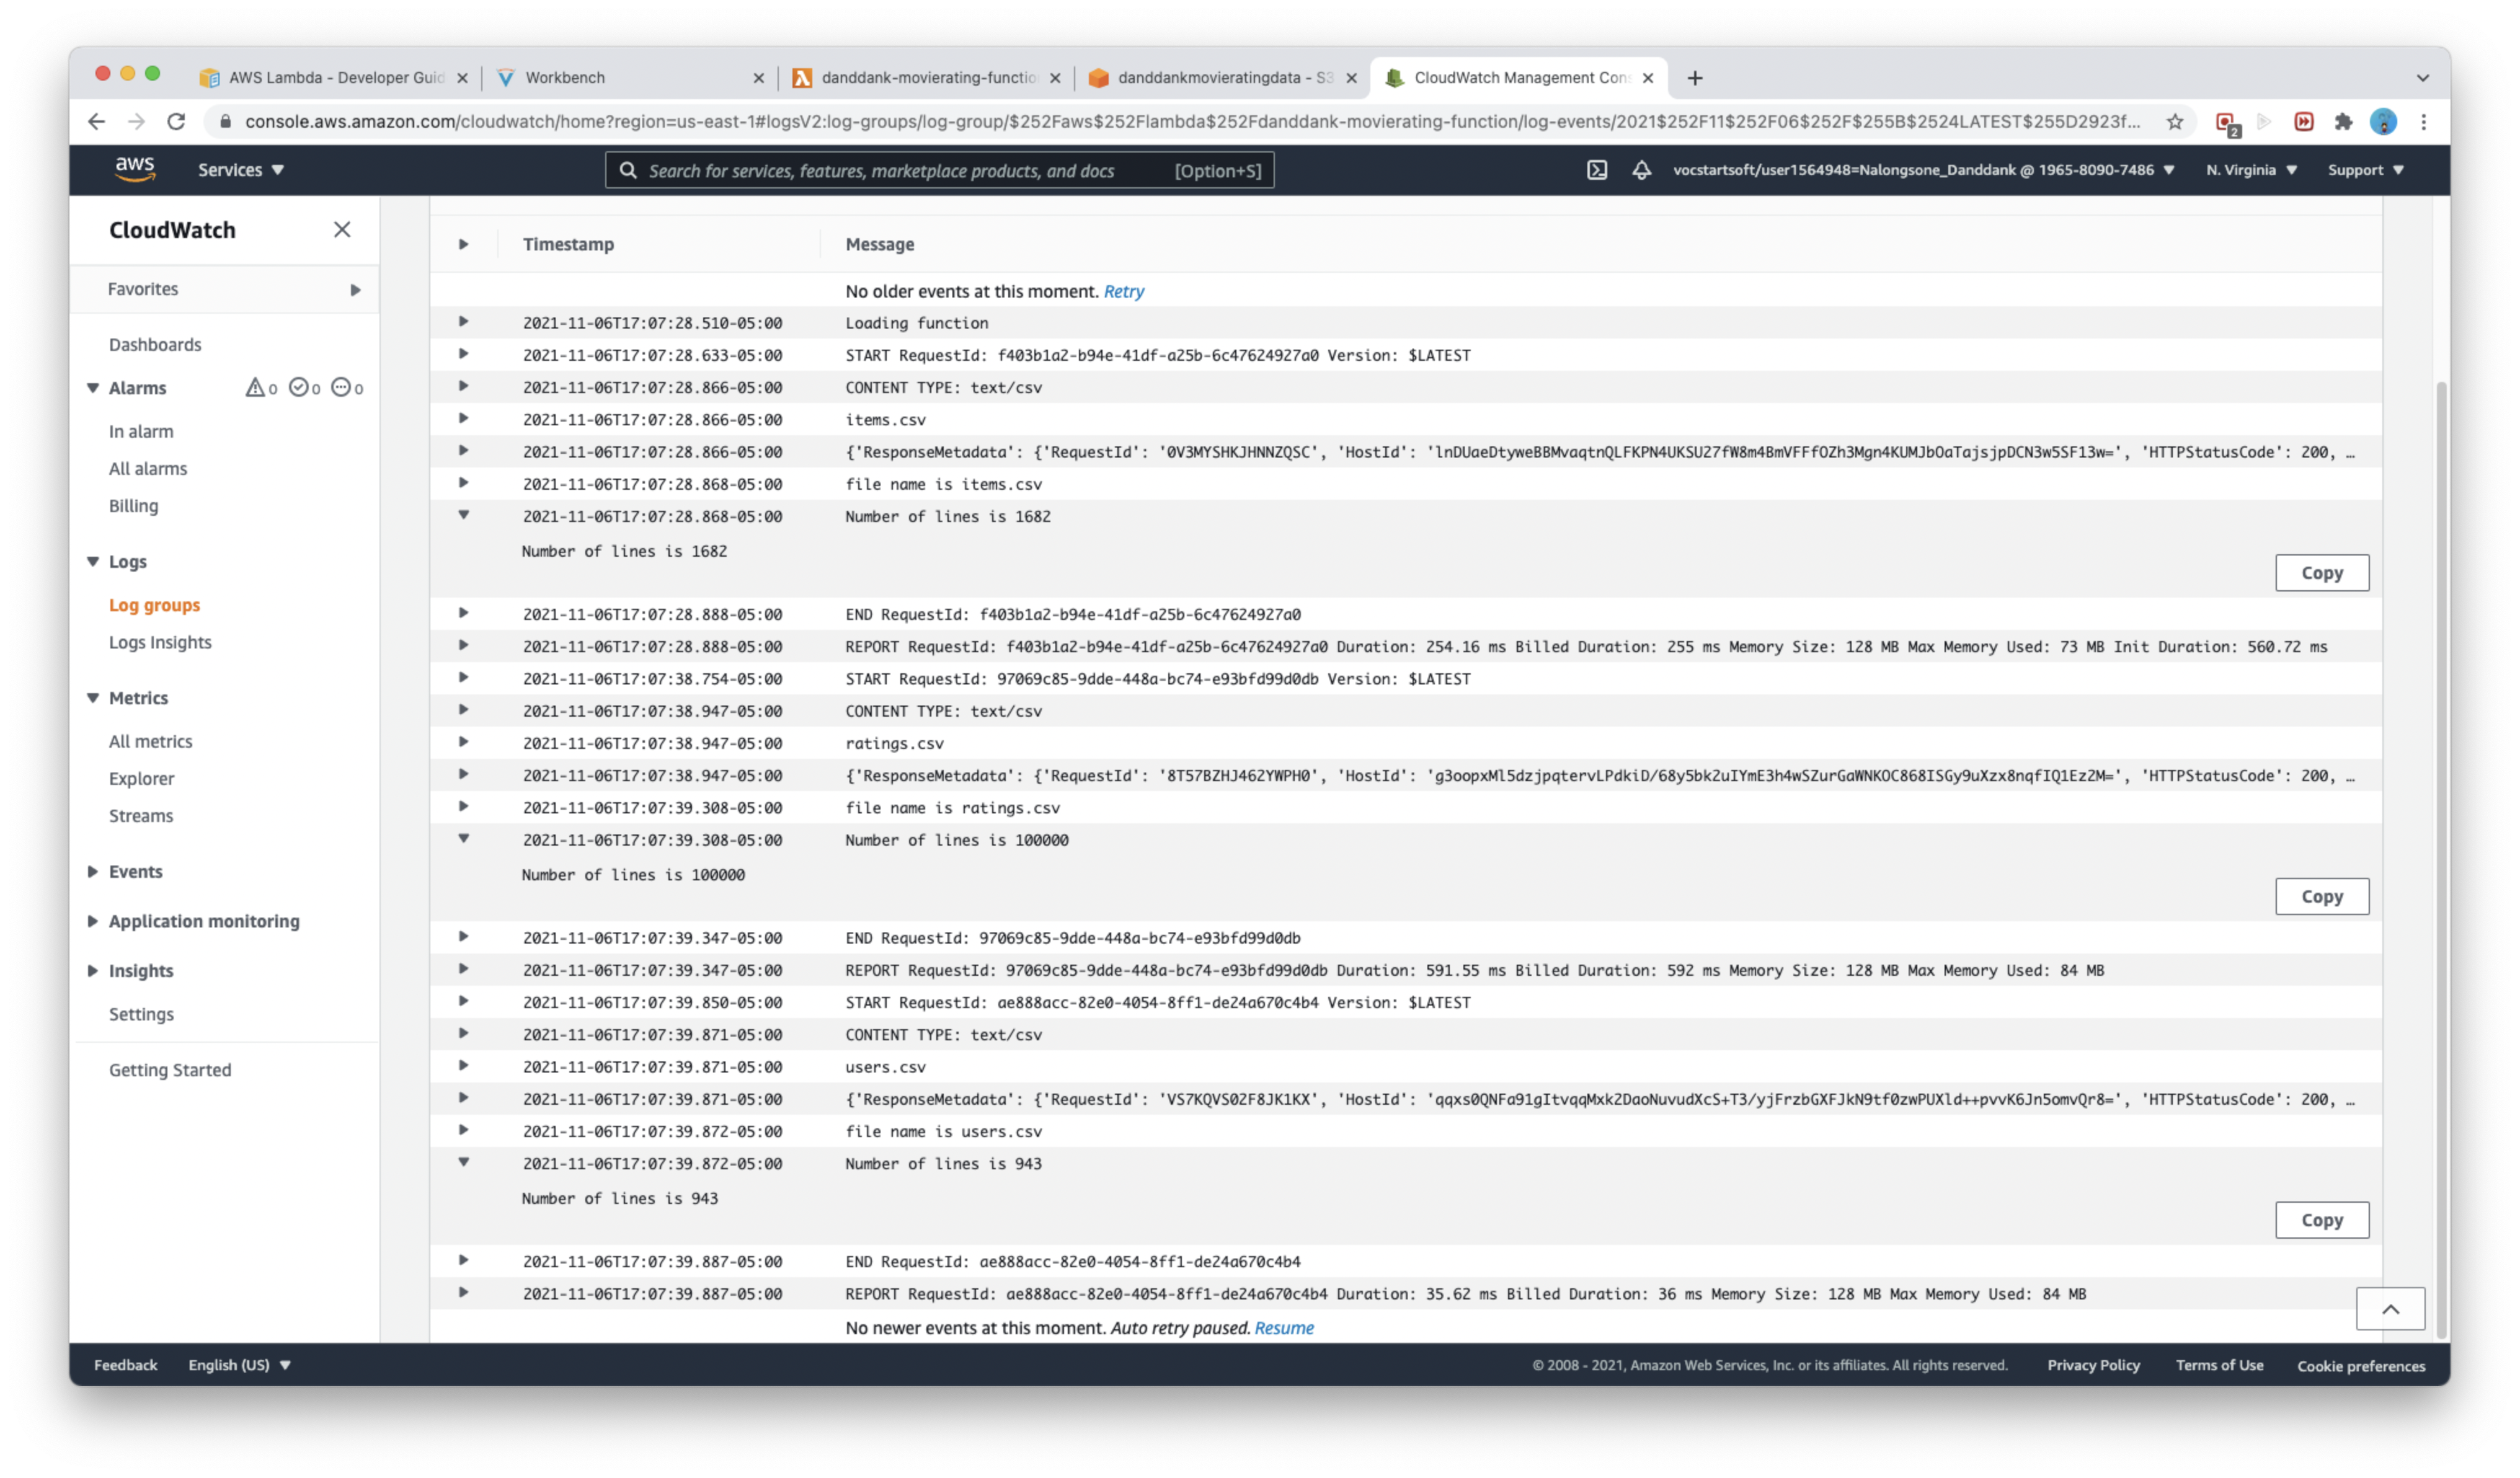 AWS Lambda - Developer Guid
Workbench
danddank-movierating-functio
danddankmovieratingdata - S3
CloudWatch Management Con
console.aws.amazon.com/cloudwatch/home?region=us-east-1#logsV2:log-groups/log-group/$252Faws$252Flambda$252Fdanddank-movierating-function/log-events/2021$252F11$252F06$252F$255B$2524LATEST$255D2923f...
2
aws
Services
Search for services, features, marketplace products, and docs [Option+S]
vocstartsoft/user1564948=Nalongsone_Danddank @ 1965-8090-7486
N. Virginia
Support
CloudWatch
Favorites
Dashboards
Alarms 0 0 0
In alarm
All alarms
Billing
Logs
Log groups
Logs Insights
Metrics
All metrics
Explorer
Streams
Events
Application monitoring
Insights
Settings
Getting Started
Timestamp Message
No older events at this moment. Retry
2021-11-06T17:07:28.510-05:00 Loading function
2021-11-06T17:07:28.633-05:00 START RequestId: f403b1a2-b94e-41df-a25b-6c47624927a0 Version: $LATEST
2021-11-06T17:07:28.866-05:00 CONTENT TYPE: text/csv
2021-11-06T17:07:28.866-05:00 items.csv
2021-11-06T17:07:28.866-05:00 {'ResponseMetadata': {'RequestId': '0V3MYSHKJHNNZQSC', 'HostId': 'lnDUaeDtyweBBMvaqtnQLFKPN4UKSU27fW8m4BmVFFfOZh3Mgn4KUMJbOaTajsjpDCN3w5SF13w=', 'HTTPStatusCode': 200, …
2021-11-06T17:07:28.868-05:00 file name is items.csv
2021-11-06T17:07:28.868-05:00 Number of lines is 1682
Number of lines is 1682
Copy
2021-11-06T17:07:28.888-05:00 END RequestId: f403b1a2-b94e-41df-a25b-6c47624927a0
2021-11-06T17:07:28.888-05:00 REPORT RequestId: f403b1a2-b94e-41df-a25b-6c47624927a0 Duration: 254.16 ms Billed Duration: 255 ms Memory Size: 128 MB Max Memory Used: 73 MB Init Duration: 560.72 ms
2021-11-06T17:07:38.754-05:00 START RequestId: 97069c85-9dde-448a-bc74-e93bfd99d0db Version: $LATEST
2021-11-06T17:07:38.947-05:00 CONTENT TYPE: text/csv
2021-11-06T17:07:38.947-05:00 ratings.csv
2021-11-06T17:07:38.947-05:00 {'ResponseMetadata': {'RequestId': '8T57BZHJ462YWPH0', 'HostId': 'g3oopxMl5dzjpqtervLPdkiD/68y5bk2uIYmE3h4wSZurGaWNKOC868ISGy9uXzx8nqfIQ1Ez2M=', 'HTTPStatusCode': 200, …
2021-11-06T17:07:39.308-05:00 file name is ratings.csv
2021-11-06T17:07:39.308-05:00 Number of lines is 100000
Number of lines is 100000
Copy
2021-11-06T17:07:39.347-05:00 END RequestId: 97069c85-9dde-448a-bc74-e93bfd99d0db
2021-11-06T17:07:39.347-05:00 REPORT RequestId: 97069c85-9dde-448a-bc74-e93bfd99d0db Duration: 591.55 ms Billed Duration: 592 ms Memory Size: 128 MB Max Memory Used: 84 MB
2021-11-06T17:07:39.850-05:00 START RequestId: ae888acc-82e0-4054-8ff1-de24a670c4b4 Version: $LATEST
2021-11-06T17:07:39.871-05:00 CONTENT TYPE: text/csv
2021-11-06T17:07:39.871-05:00 users.csv
2021-11-06T17:07:39.871-05:00 {'ResponseMetadata': {'RequestId': 'VS7KQVS02F8JK1KX', 'HostId': 'qqxs0QNFa91gItvqqMxk2DaoNuvudXcS+T3/yjFrzbGXFJkN9tf0zwPUXld++pvvK6Jn5omvQr8=', 'HTTPStatusCode': 200, …
2021-11-06T17:07:39.872-05:00 file name is users.csv
2021-11-06T17:07:39.872-05:00 Number of lines is 943
Number of lines is 943
Copy
2021-11-06T17:07:39.887-05:00 END RequestId: ae888acc-82e0-4054-8ff1-de24a670c4b4
2021-11-06T17:07:39.887-05:00 REPORT RequestId: ae888acc-82e0-4054-8ff1-de24a670c4b4 Duration: 35.62 ms Billed Duration: 36 ms Memory Size: 128 MB Max Memory Used: 84 MB
No newer events at this moment. Auto retry paused. Resume
Feedback English (US) © 2008 - 2021, Amazon Web Services, Inc. or its affiliates. All rights reserved. Privacy Policy Terms of Use Cookie preferences